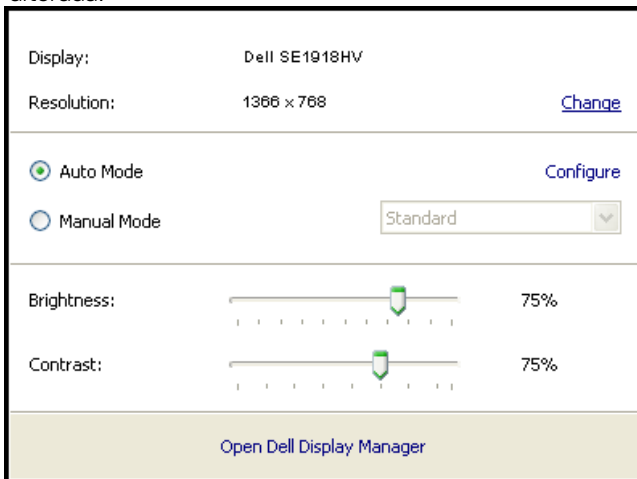 Display: Dell SE1918HV
Resolution: 1366 x 768 Change
Auto Mode Configure
Manual Mode Standard
Brightness: 75%
Contrast: 75%
Open Dell Display Manager